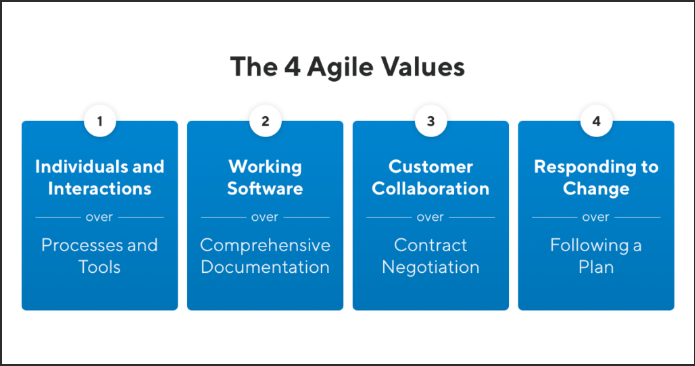 The 4 Agile Values
1
Individuals and
Interactions
over
Processes and
Tools
2
Working
Software
over
Comprehensive
Documentation
3
Customer
Collaboration
over
Contract
Negotiation
4
Responding to
Change
over
Following a
Plan